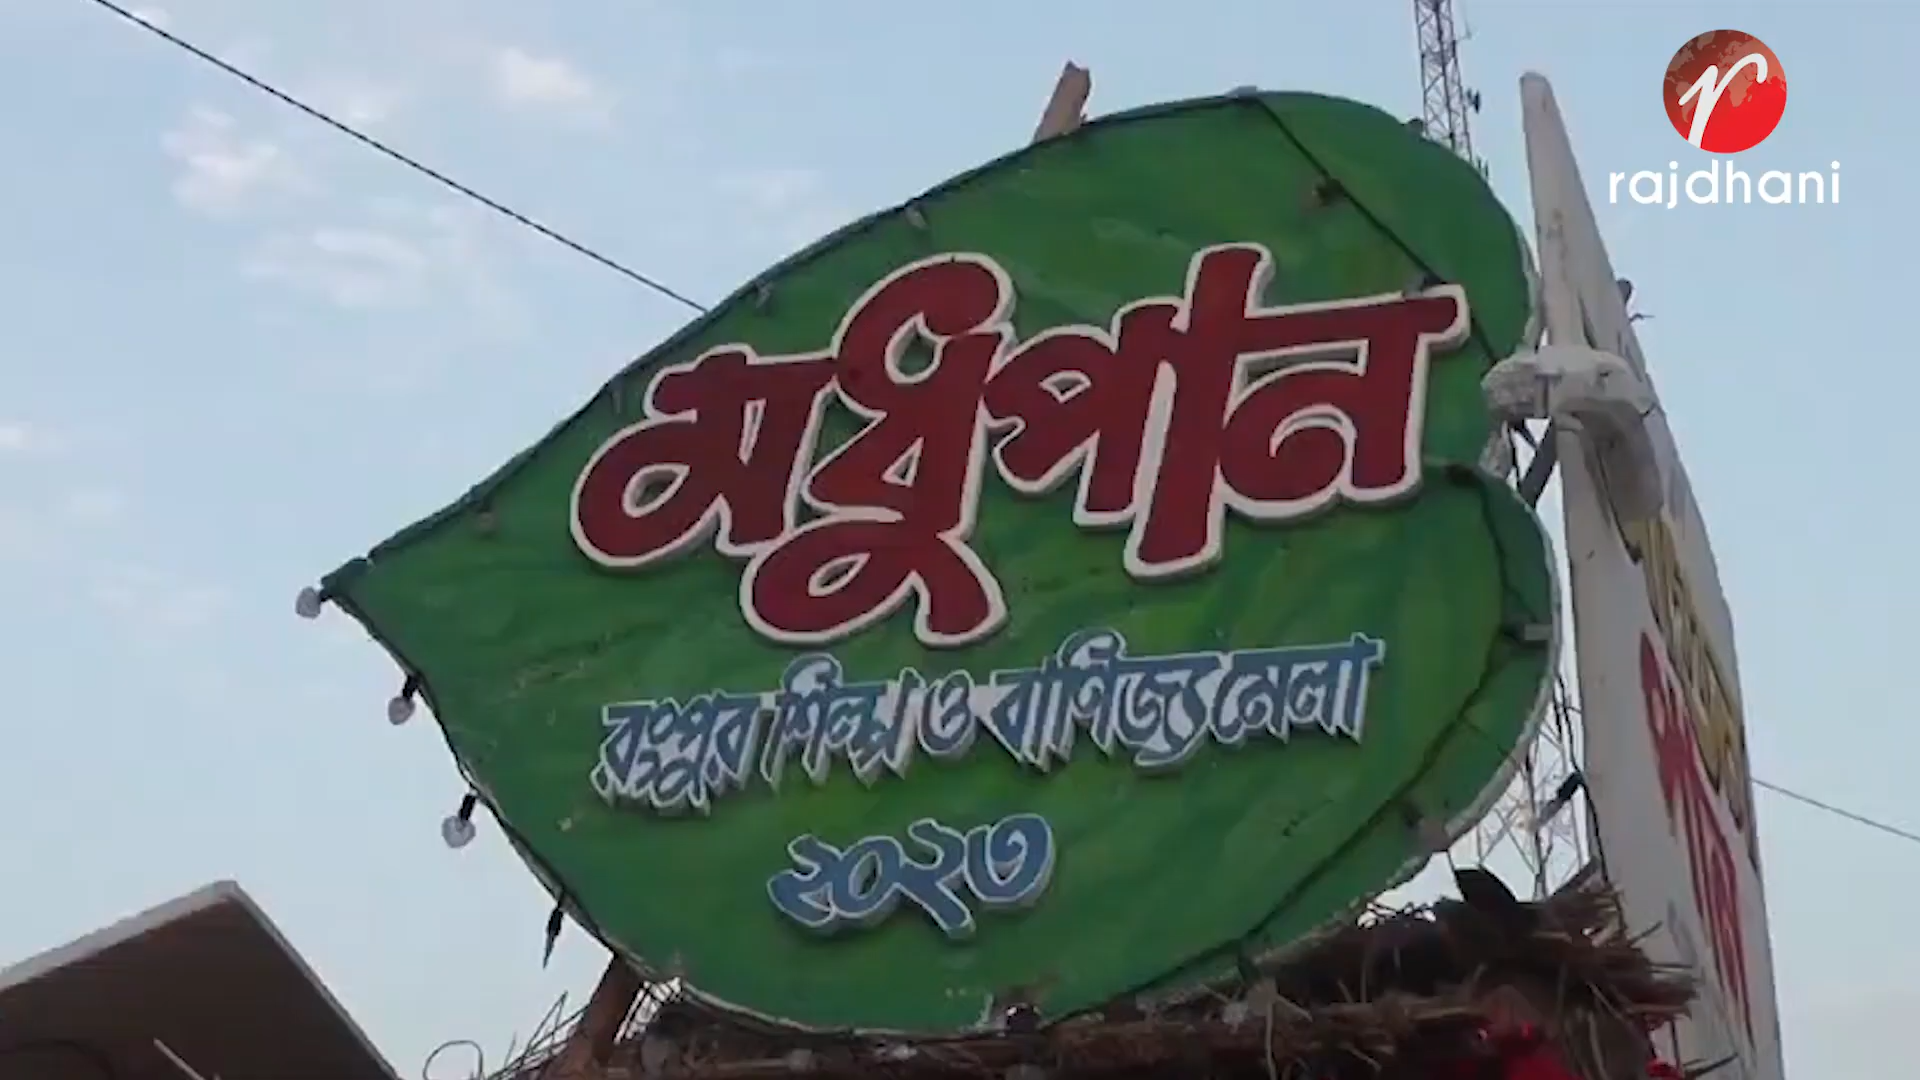 rajdhani
মধুপান
রংপুর শিল্প ও বাণিজ্য মেলা
২০২৩